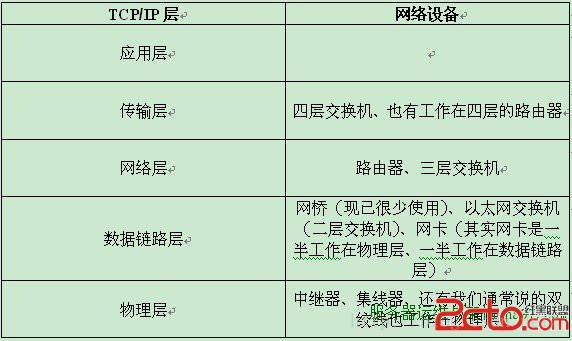 TCP/IP 层 网络设备
应用层
传输层 四层交换机、也有工作在四层的路由器
网络层 路由器、三层交换机
数据链路层 网桥（现已很少使用）、以太网交换机
（二层交换机）、网卡（其实网卡是一
半工作在物理层、一半工作在数据链路
层）
物理层 中继器、集线器、还有我们通常说的双
绞线也工作在物理层
红黑联盟
2cto.com